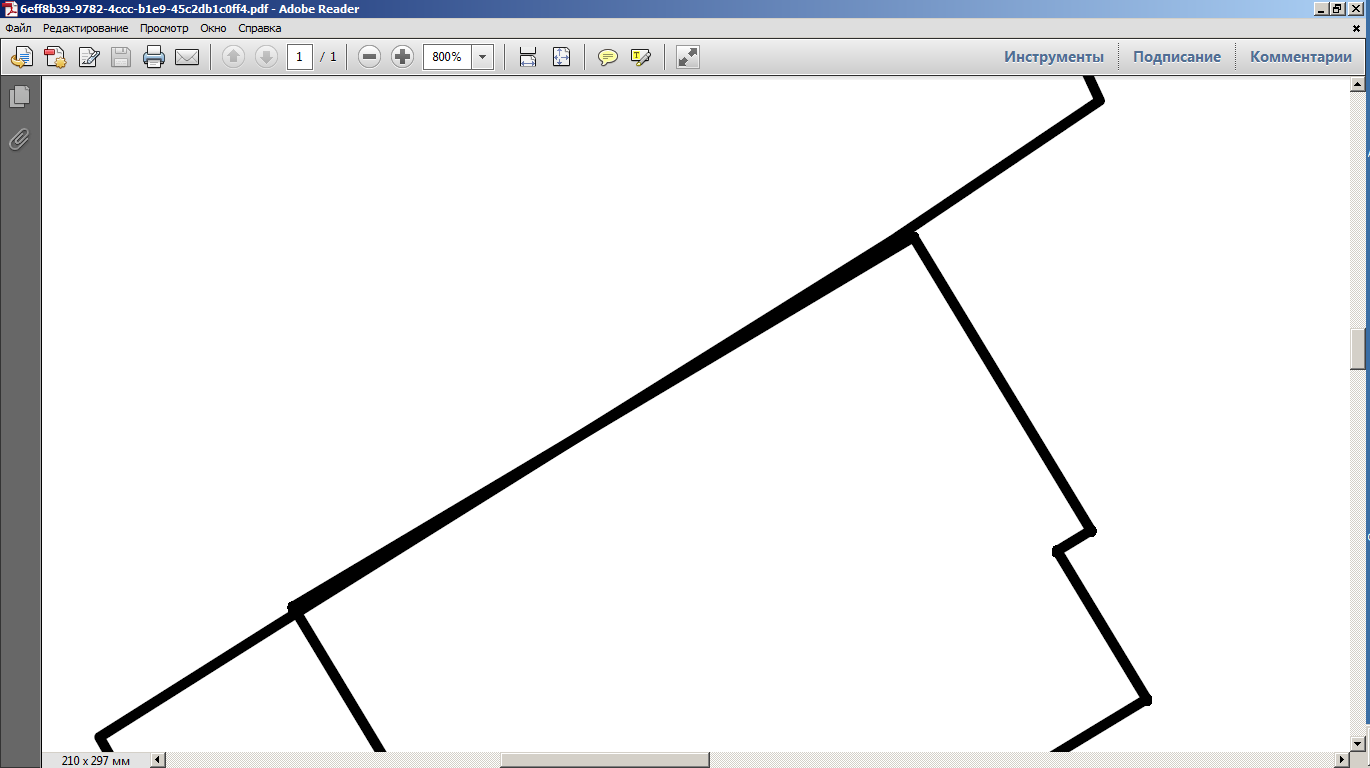 6eff8b39-9782-4ccc-b1e9-45c2db1c0ff4.pdf - Adobe Reader
Файл Редактирование Просмотр Окно Справка
1 / 1 800% Инструменты Подписание Комментарии
210 x 297 мм